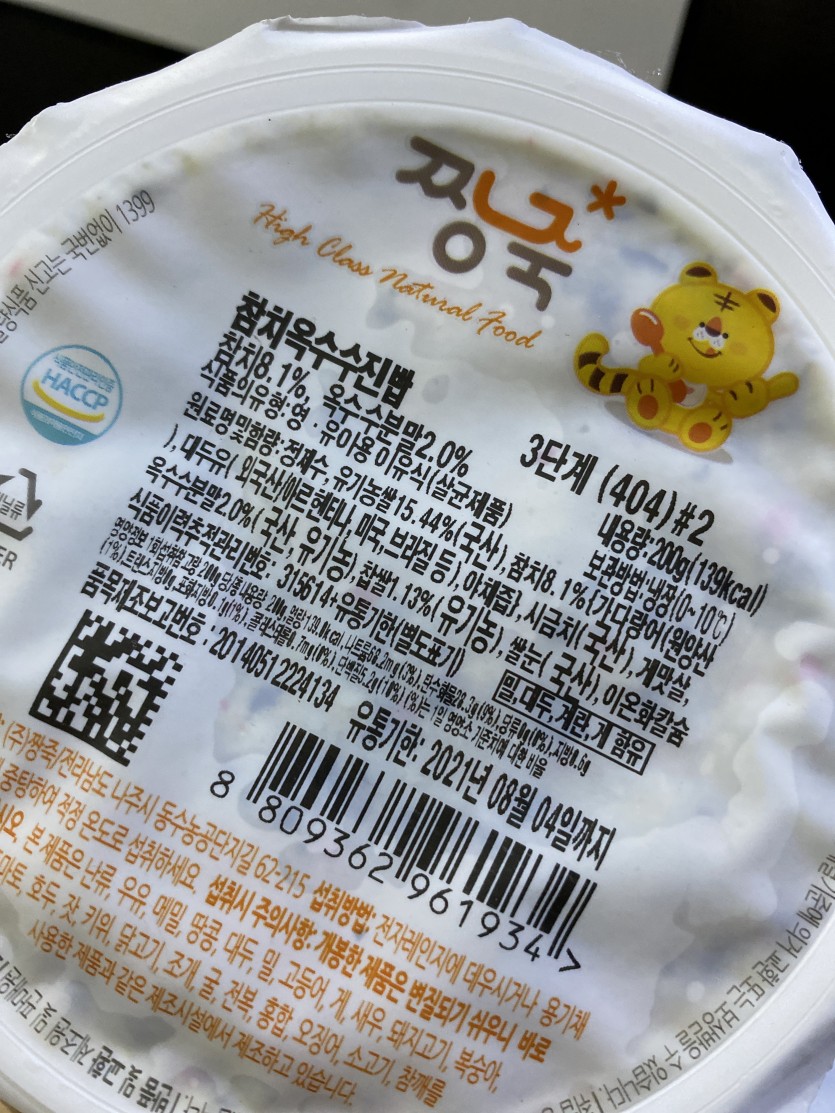 짱죽
High Class Natural Food
참치옥수수진밥
3단계 (404)#2
참치8.1%, 옥수수분말2.0%
내용량:200g(139kcal)
식품의유형:영·유아용 이유식(살균제품)
보관방법:냉장(0~10℃)
원료명및함량:정제수, 유기농쌀15.44%(국산), 참치8.1%{가다랑어(원양산
), 대두유(외국산(아르헨티나, 미국, 브라질 등), 야채즙}, 시금치(국산), 게맛살,
옥수수분말2.0%(국산, 유기농), 찹쌀1.13%(유기농), 쌀눈(국산), 이온화칼슘
식품이력추적관리번호: 315614+유통기한(별도표기)
밀,대두,계란,게 함유
품목제조보고번호: 20140512224134
유통기한: 2021년 08월 04일까지
8 809362 961934 >
HACCP
신고는 국번없이 1399
(주)짱죽/전라남도 나주시 동수농공단지길 62-215 섭취방법: 전자레인지에 데우시거나 용기채
중탕하여 적정 온도로 섭취하세요. 섭취시 주의사항: 개봉한 제품은 변질되기 쉬우니 바로
본 제품은 난류, 우유, 메밀, 땅콩, 대두, 밀, 고등어, 게, 새우, 돼지고기, 복숭아,
호두, 잣, 키위, 닭고기, 조개, 굴, 전복, 홍합, 오징어, 소고기, 참깨를
사용한 제품과 같은 제조시설에서 제조하고 있습니다.